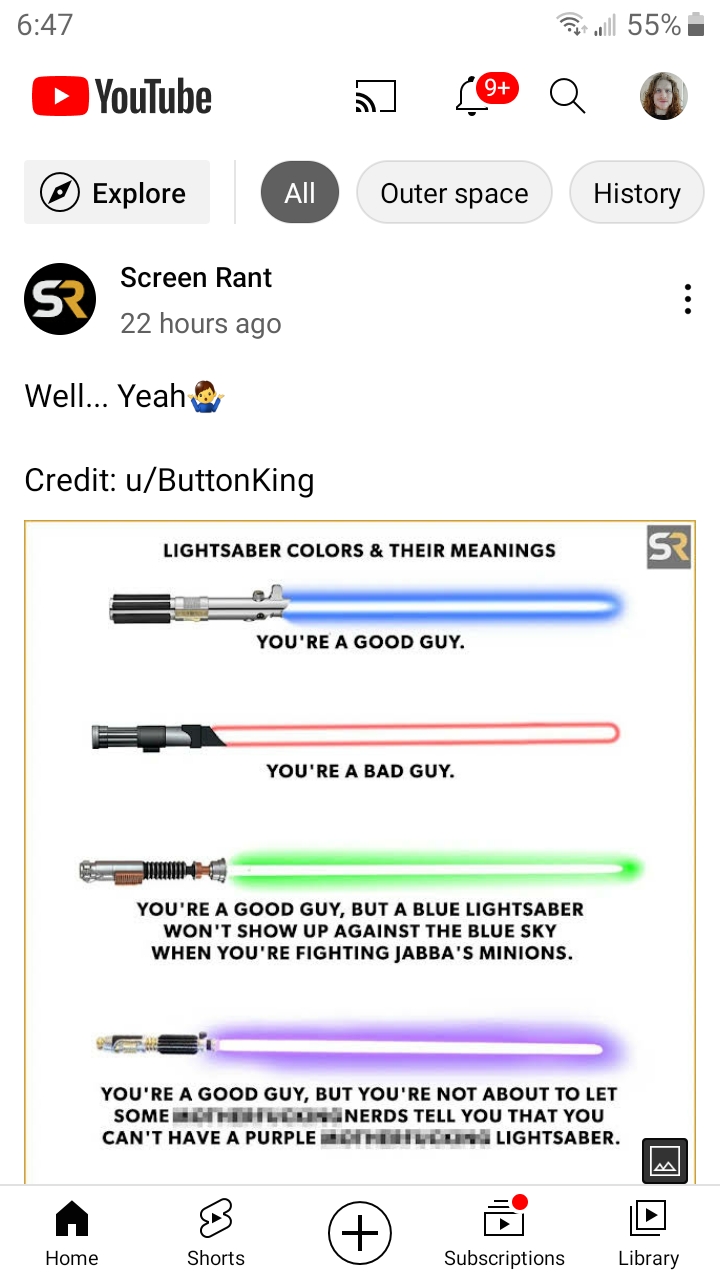 6:47
55%
YouTube
9+
Explore
All
Outer space
History
SR
Screen Rant
22 hours ago
Well... Yeah🤷‍♂️
Credit: u/ButtonKing
SR
LIGHTSABER COLORS & THEIR MEANINGS
YOU'RE A GOOD GUY.
YOU'RE A BAD GUY.
YOU'RE A GOOD GUY, BUT A BLUE LIGHTSABER
WON'T SHOW UP AGAINST THE BLUE SKY
WHEN YOU'RE FIGHTING JABBA'S MINIONS.
YOU'RE A GOOD GUY, BUT YOU'RE NOT ABOUT TO LET
SOME NERDS TELL YOU THAT YOU
CAN'T HAVE A PURPLE LIGHTSABER.
Home
Shorts
Subscriptions
Library